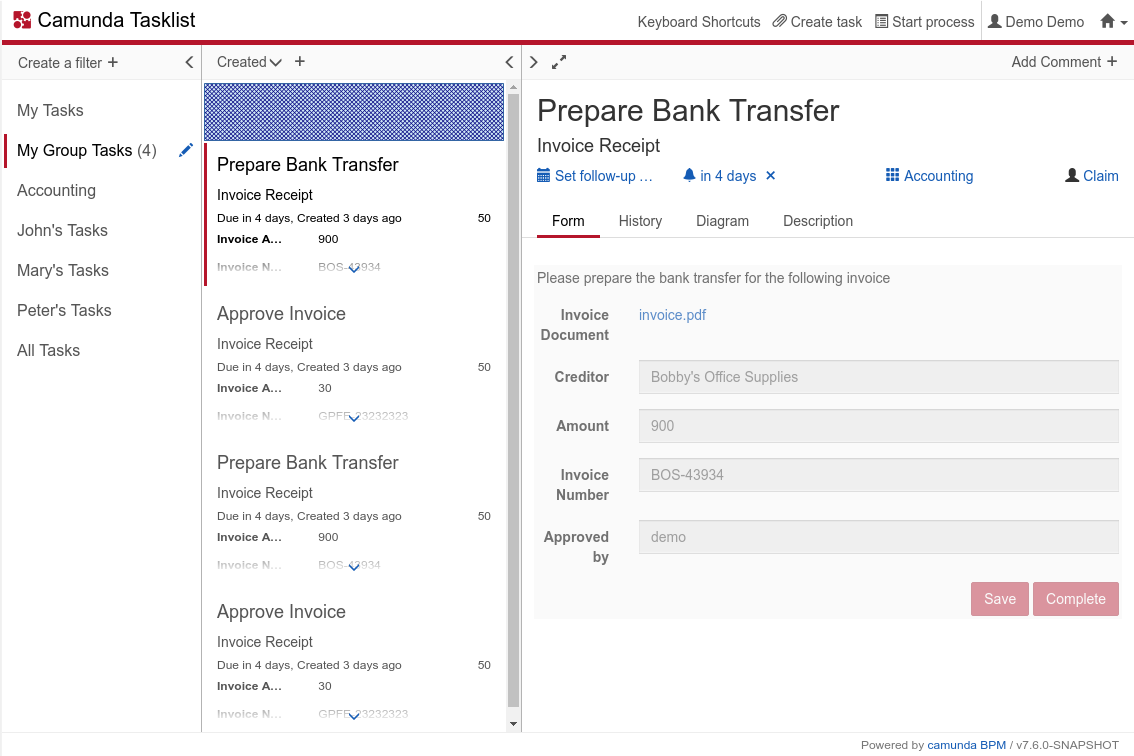 Camunda Tasklist
Keyboard Shortcuts Create task Start process Demo Demo
Create a filter +
My Tasks
My Group Tasks (4)
Accounting
John's Tasks
Mary's Tasks
Peter's Tasks
All Tasks
Created +
Prepare Bank Transfer
Invoice Receipt
Due in 4 days, Created 3 days ago 50
Invoice A... 900
Invoice N... BOS-43934
Approve Invoice
Invoice Receipt
Due in 4 days, Created 3 days ago 50
Invoice A... 30
Invoice N... GPFE-23232323
Prepare Bank Transfer
Invoice Receipt
Due in 4 days, Created 3 days ago 50
Invoice A... 900
Invoice N... BOS-43934
Approve Invoice
Invoice Receipt
Due in 4 days, Created 3 days ago 50
Invoice A... 30
Invoice N... GPFE-23232323
Add Comment +
Prepare Bank Transfer
Invoice Receipt
Set follow-up ... in 4 days × Accounting Claim
Form History Diagram Description
Please prepare the bank transfer for the following invoice
Invoice Document invoice.pdf
Creditor Bobby's Office Supplies
Amount 900
Invoice Number BOS-43934
Approved by demo
Save Complete
Powered by camunda BPM / v7.6.0-SNAPSHOT